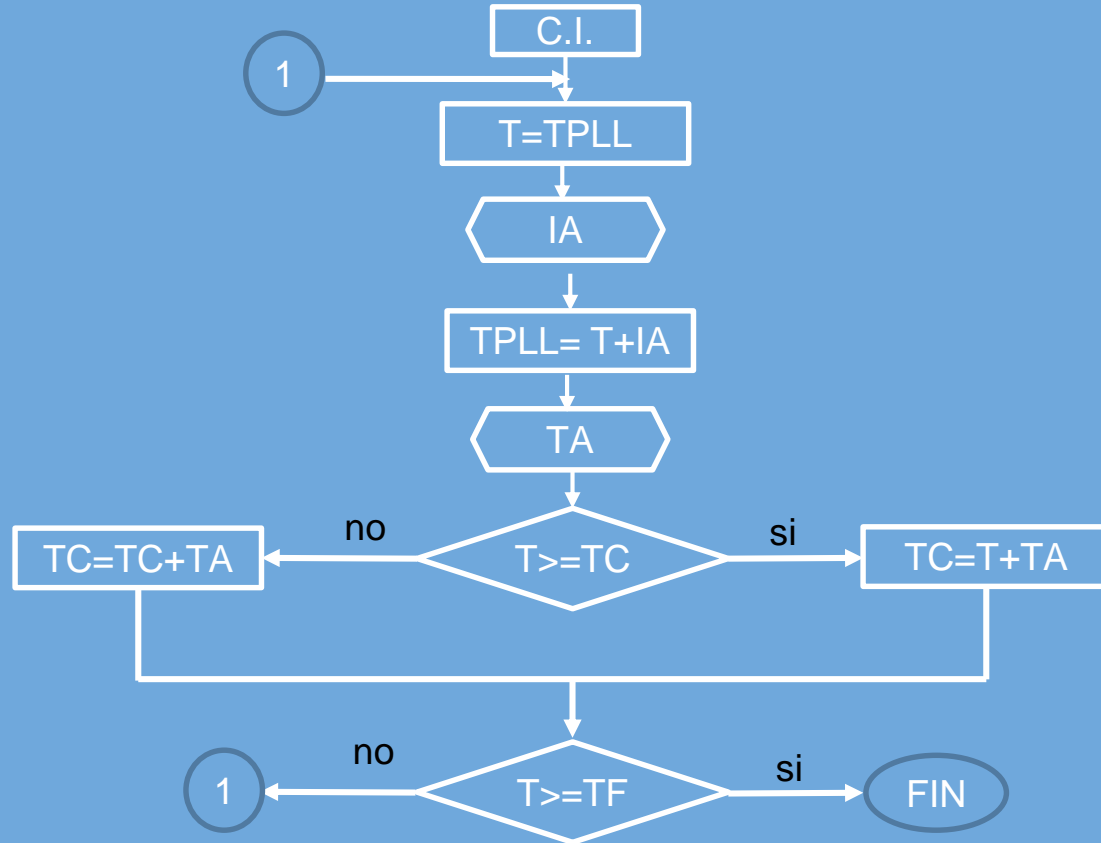 C.I.
1
T=TPLL
IA
TPLL= T+IA
TA
no
si
TC=TC+TA
T>=TC
TC=T+TA
no
si
1
T>=TF
FIN